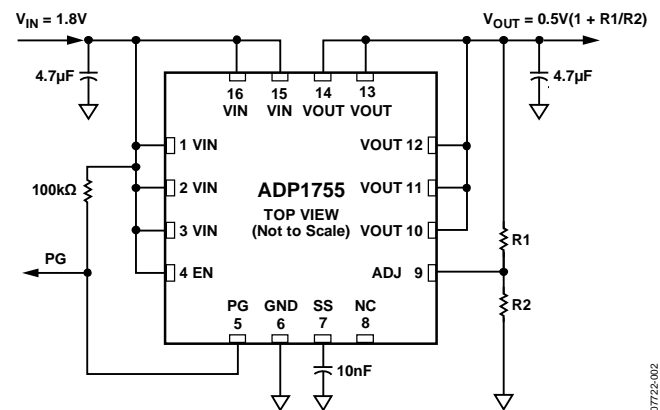 VIN = 1.8V
VOUT = 0.5V(1 + R1/R2)
4.7µF
4.7µF
16 15 14 13
VIN VIN VOUT VOUT
1 VIN
VOUT 12
100kΩ
2 VIN
ADP1755
VOUT 11
TOP VIEW
(Not to Scale)
3 VIN
VOUT 10
R1
PG
4 EN
ADJ 9
R2
PG GND SS NC
5 6 7 8
10nF
07722-002